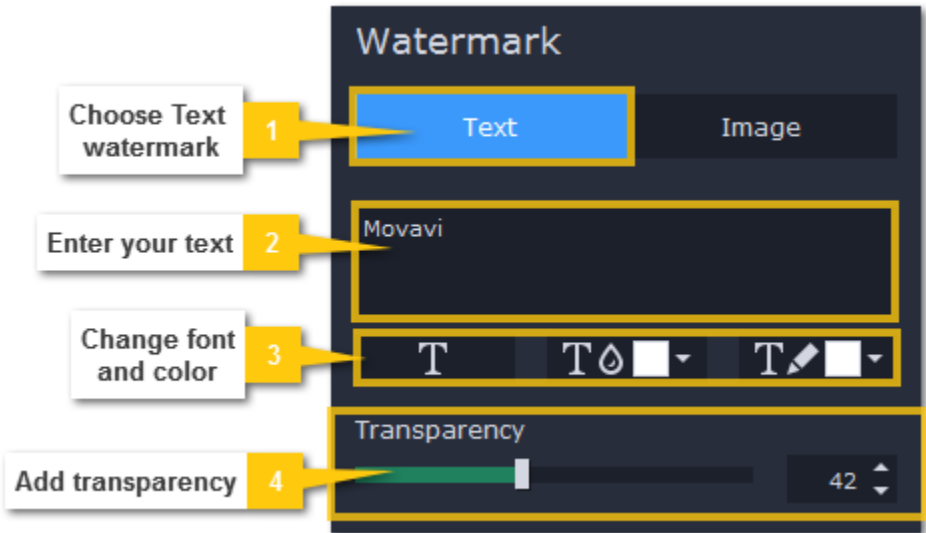 Watermark
Choose Text
watermark
1
Text
Image
Enter your text
2
Movavi
Change font
and color
3
T
T
T
Transparency
Add transparency
4
42